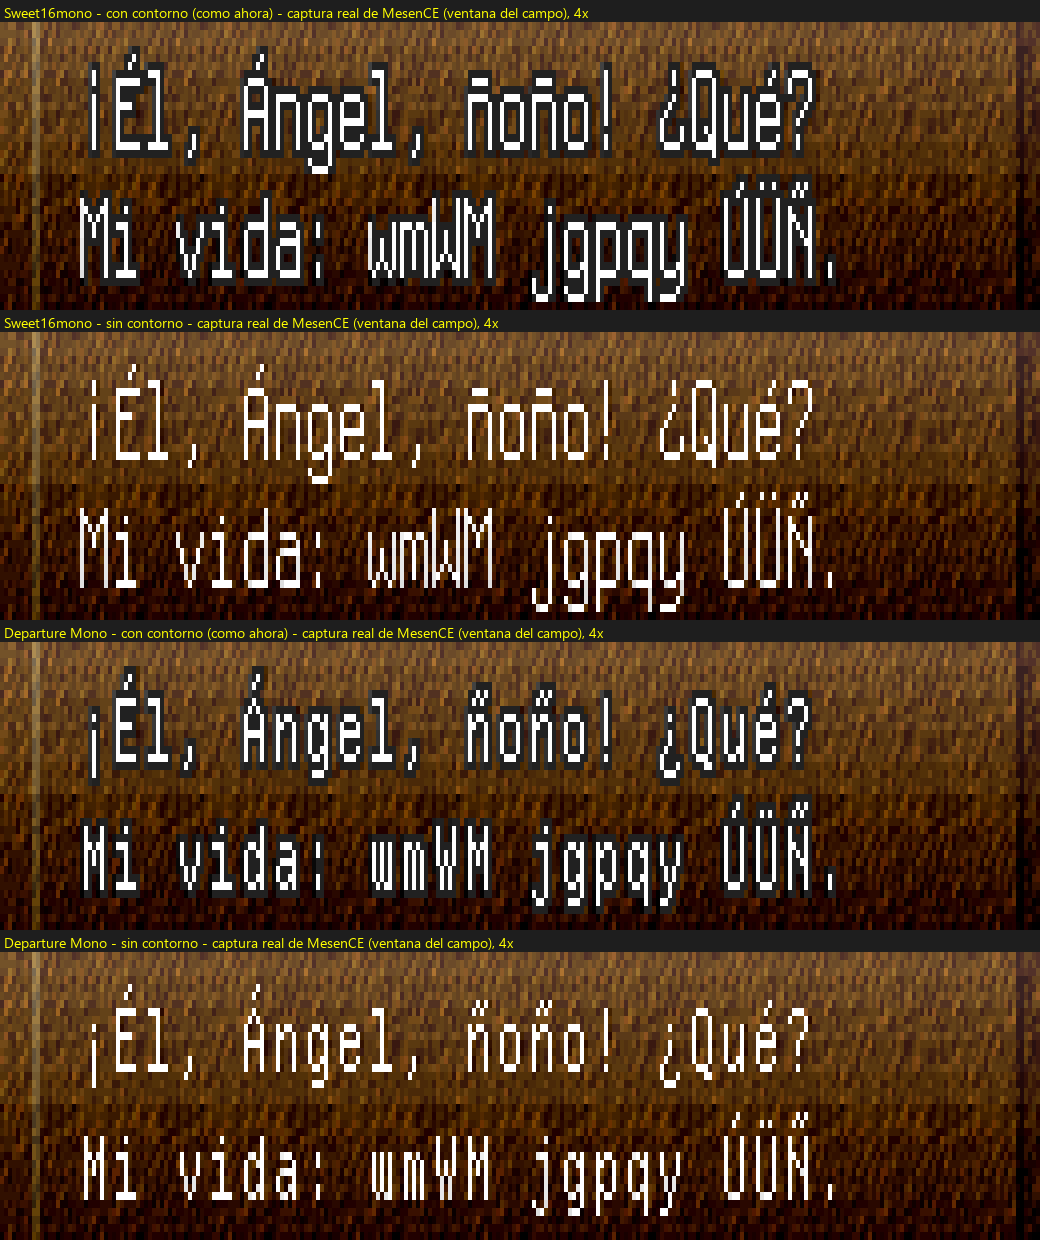 Sweet16mono - con contorno (como ahora) - captura real de MesenCE (ventana del campo), 4x
¡Él, Ángel, ñoño! ¿Qué?
Mi vida: wmWM jgpqy ÚÜÑ.
Sweet16mono - sin contorno - captura real de MesenCE (ventana del campo), 4x
¡Él, Ángel, ñoño! ¿Qué?
Mi vida: wmWM jgpqy ÚÜÑ.
Departure Mono - con contorno (como ahora) - captura real de MesenCE (ventana del campo), 4x
¡Él, Ángel, ñoño! ¿Qué?
Mi vida: wmWM jgpqy ÚÜÑ.
Departure Mono - sin contorno - captura real de MesenCE (ventana del campo), 4x
¡Él, Ángel, ñoño! ¿Qué?
Mi vida: wmWM jgpqy ÚÜÑ.